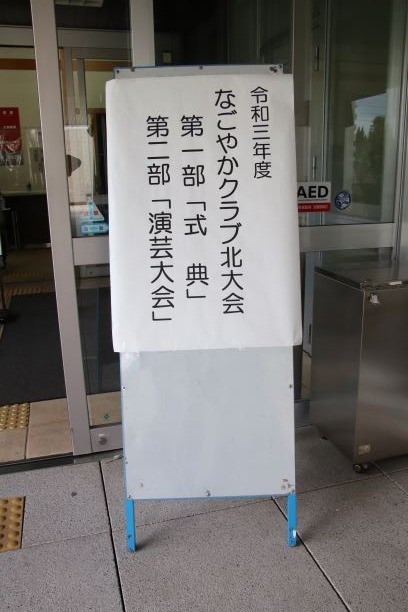 令和三年度
なごやかクラブ北大会
第一部「式　典」
第二部「演芸大会」
AED